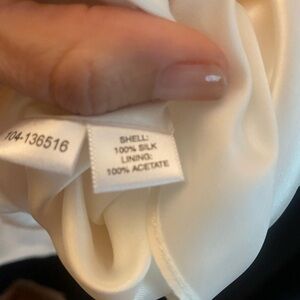 104-136516
SHELL:
100% SILK
LINING:
100% ACETATE